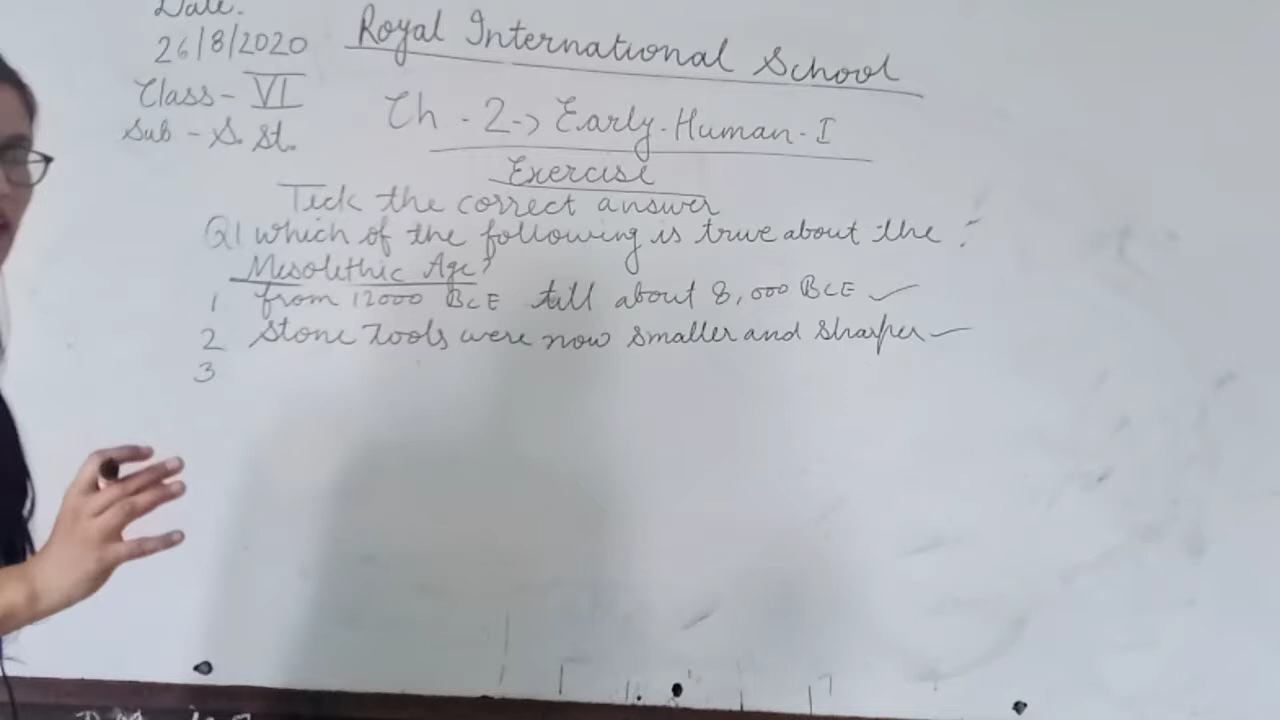 Date.
26/8/2020
Class - VI
Sub - S. St.
Royal International School
Ch - 2 -> Early-Human-I
Exercise
Tick the correct answer
Q1 which of the following is true about the :-
Mesolithic Age?
1 from 12000 BCE till about 8,000 BCE ✓
2 Stone Tools were now smaller and sharper ✓
3